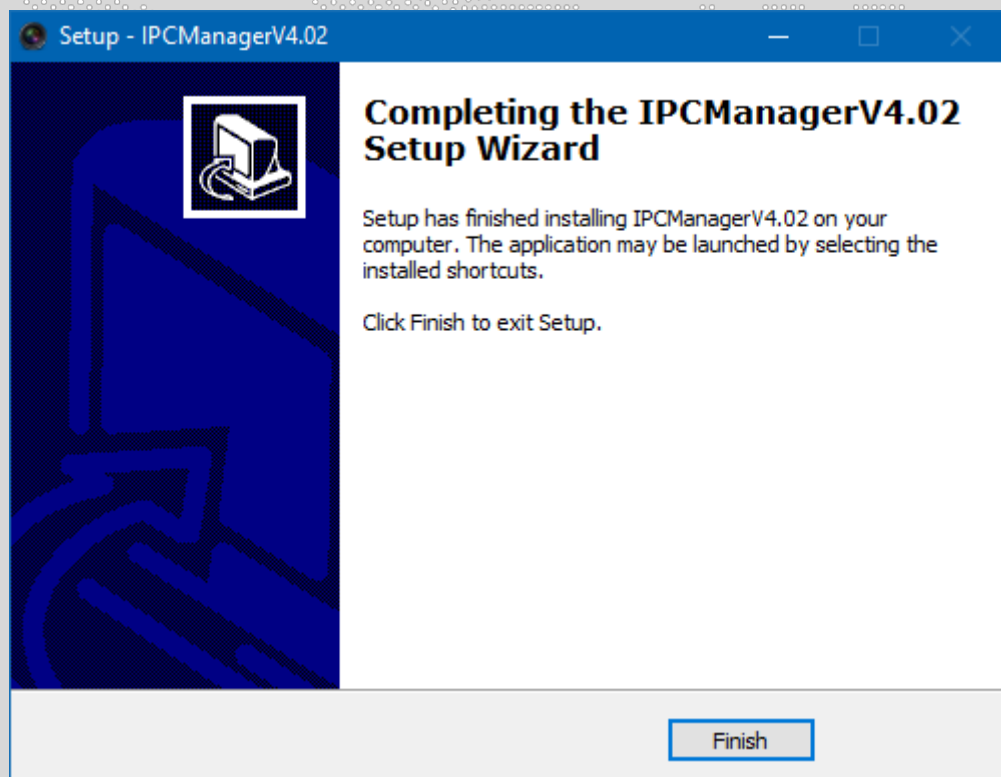 Setup - IPCManagerV4.02
Completing the IPCManagerV4.02
Setup Wizard
Setup has finished installing IPCManagerV4.02 on your
computer. The application may be launched by selecting the
installed shortcuts.
Click Finish to exit Setup.
Finish